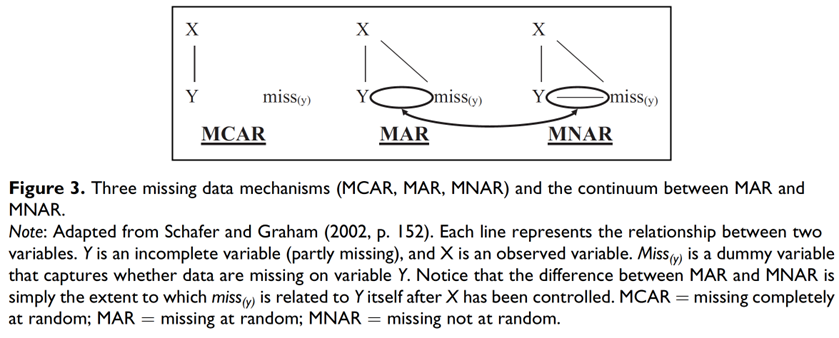 X X X
Y miss(y) Y miss(y) Y miss(y)
MCAR MAR MNAR
Figure 3. Three missing data mechanisms (MCAR, MAR, MNAR) and the continuum between MAR and
MNAR.
Note: Adapted from Schafer and Graham (2002, p. 152). Each line represents the relationship between two
variables. Y is an incomplete variable (partly missing), and X is an observed variable. Miss(y) is a dummy variable
that captures whether data are missing on variable Y. Notice that the difference between MAR and MNAR is
simply the extent to which miss(y) is related to Y itself after X has been controlled. MCAR = missing completely
at random; MAR = missing at random; MNAR = missing not at random.